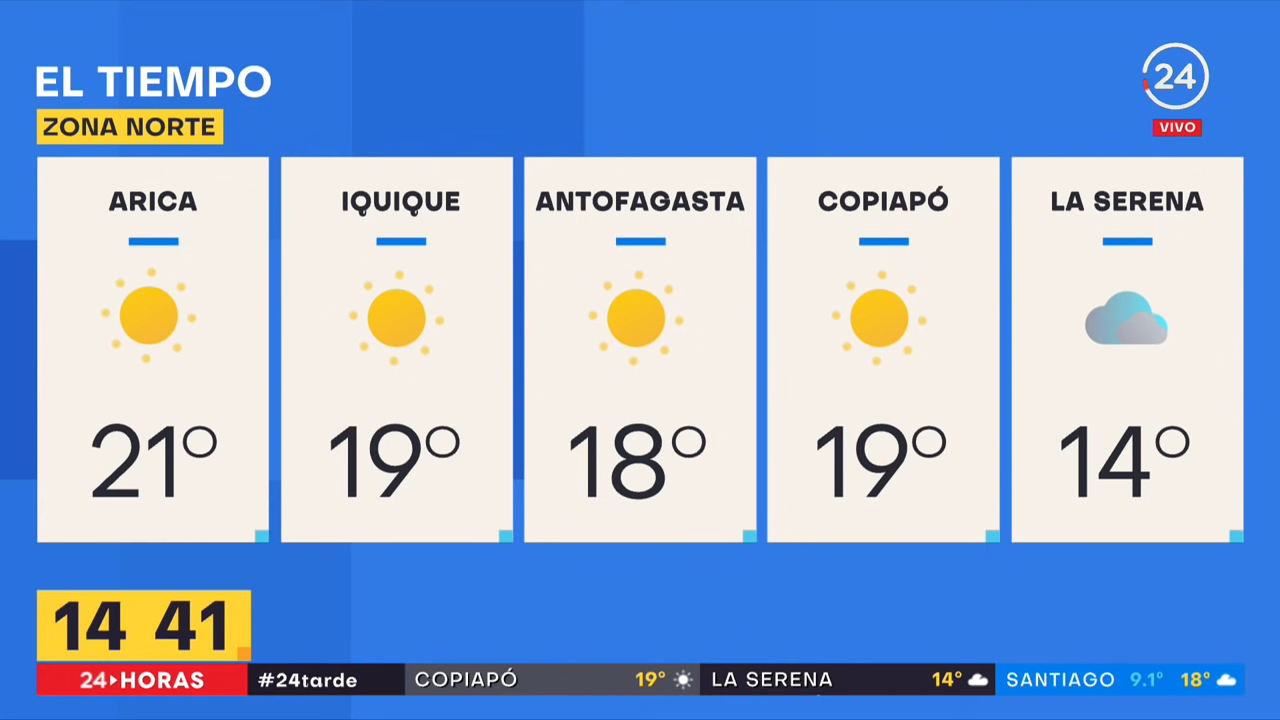 EL TIEMPO
ZONA NORTE
24
VIVO
ARICA
21°
IQUIQUE
19°
ANTOFAGASTA
18°
COPIAPÓ
19°
LA SERENA
14°
14 41
24 HORAS #24tarde COPIAPÓ 19° LA SERENA 14° SANTIAGO 9.1° 18°